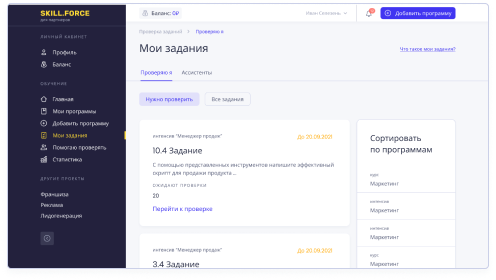 SKILL.FORCE
для партнеров
ЛИЧНЫЙ КАБИНЕТ
Профиль
Баланс
ОБУЧЕНИЕ
Главная
Мои программы
Добавить программу
Мои задания
Помогаю проверять
Статистика
ДРУГИЕ ПРОЕКТЫ
Франшиза
Реклама
Лидогенерация
Баланс: 0₽
Добавить программу
Проверка заданий > Проверяю я
Мои задания
Что такое мои задания?
Проверяю я Ассистенты
Нужно проверить Все задания
интенсив "Менеджер продаж" До 20.09.2021
10.4 Задание
С помощью представленных инструментов напишите эффективный
скрипт для продажи продукта...
ОЖИДАЮТ ПРОВЕРКИ
20
Перейти к проверке
интенсив "Менеджер продаж" До 20.09.2021
3.4 Задание
Сортировать
по программам
курс
Маркетинг
интенсив
Маркетинг
интенсив
Маркетинг
курс
Маркетинг